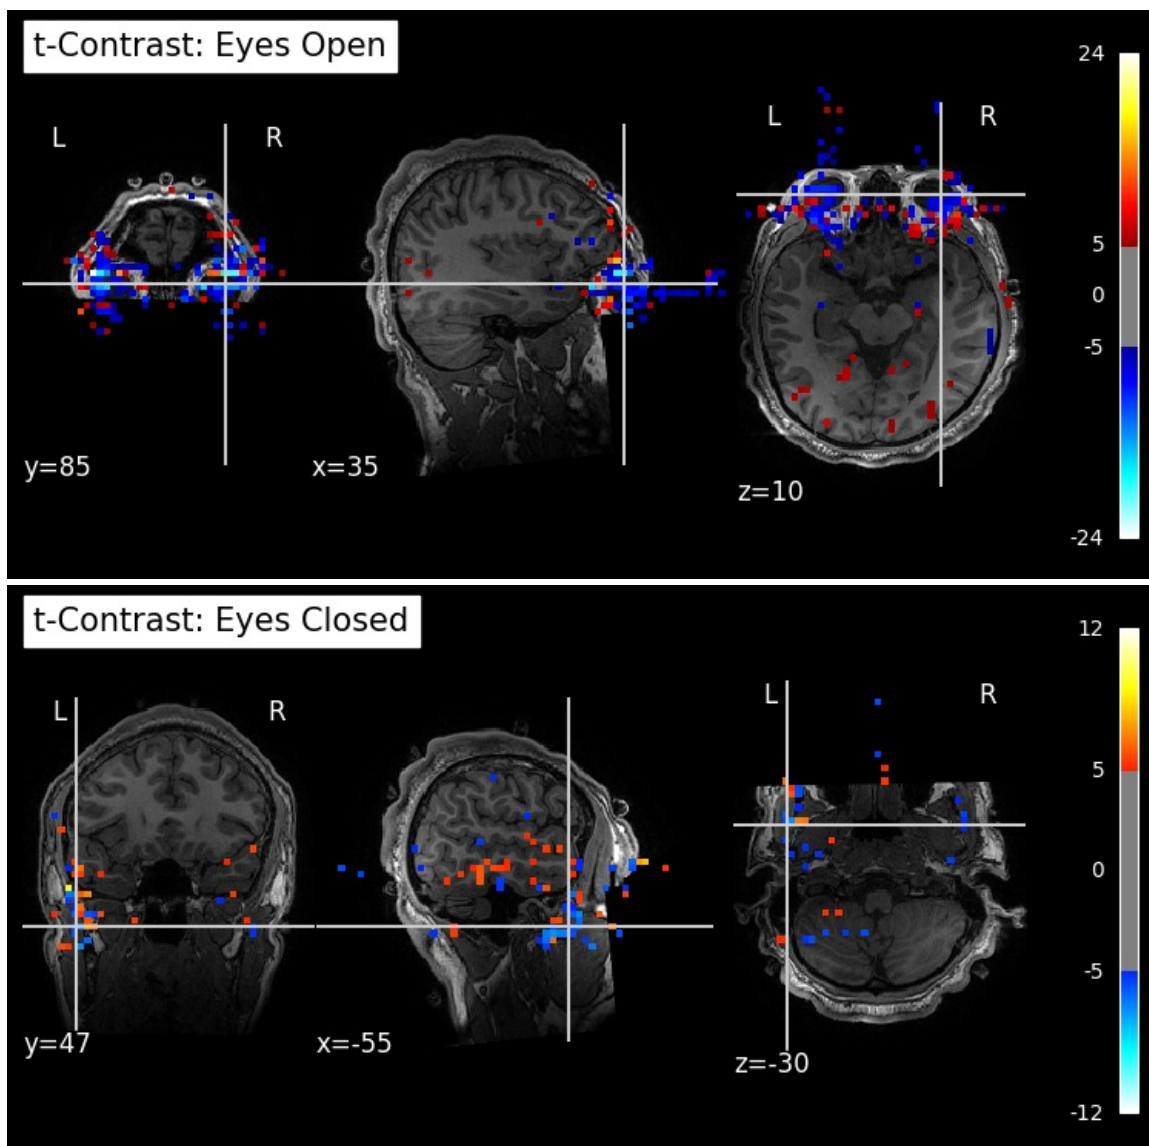 t-Contrast: Eyes Open
24
L R
L R
5
0
-5
y=85 x=35
z=10
-24
t-Contrast: Eyes Closed
12
L R
L R
5
0
-5
y=47 x=-55
z=-30
-12